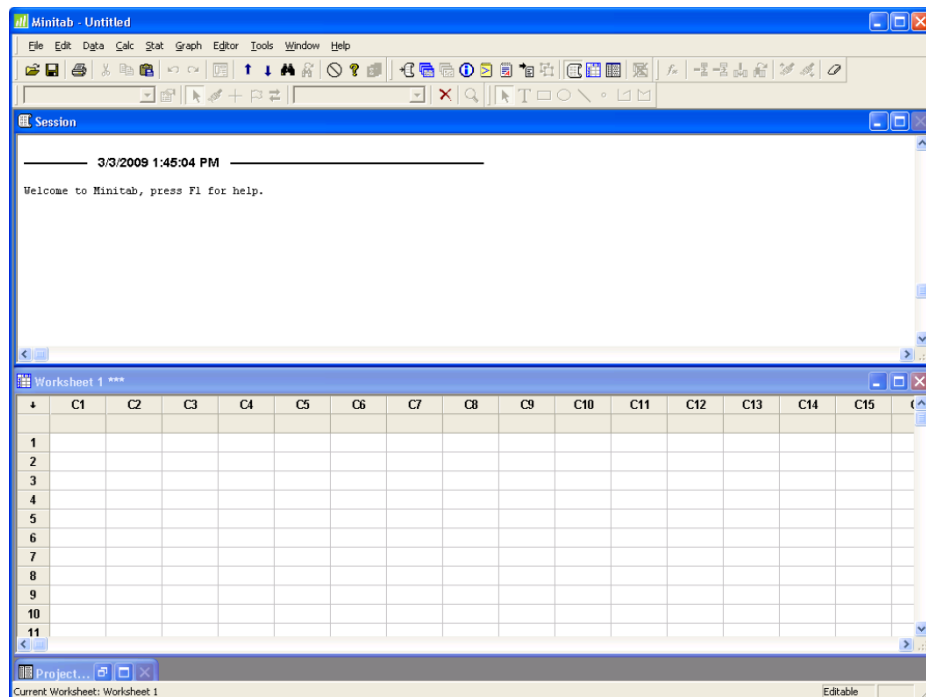 Minitab - Untitled
File Edit Data Calc Stat Graph Editor Tools Window Help
Session
3/3/2009 1:45:04 PM
Welcome to Minitab, press F1 for help.
Worksheet 1 ***
C1 C2 C3 C4 C5 C6 C7 C8 C9 C10 C11 C12 C13 C14 C15
1
2
3
4
5
6
7
8
9
10
11
Project...
Current Worksheet: Worksheet 1 Editable